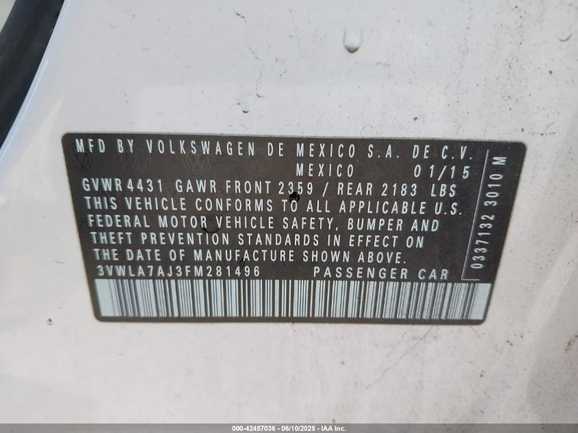 MFD BY VOLKSWAGEN DE MEXICO S.A. DE C.V.
MEXICO 01/15
GVWR 4431 GAWR FRONT 2359 / REAR 2183 LBS
THIS VEHICLE CONFORMS TO ALL APPLICABLE U.S.
FEDERAL MOTOR VEHICLE SAFETY, BUMPER AND
THEFT PREVENTION STANDARDS IN EFFECT ON
THE DATE OF MANUFACTURE SHOWN ABOVE.
3VWLA7AJ3FM281496 PASSENGER CAR
0337132 3010 M
000-42457036 - 06/10/2025 - IAA Inc.